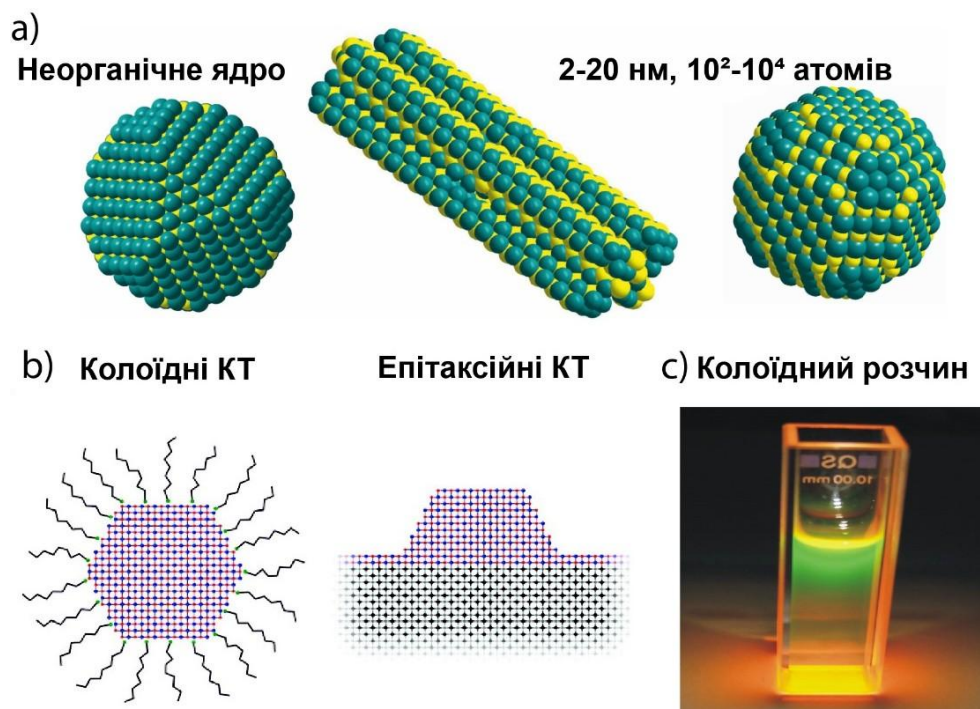 a)
Неорганічне ядро
2-20 нм, 10²-10⁴ атомів
b) Колоїдні КТ
Епітаксійні КТ
c) Колоїдний розчин
QS
10.00 mm